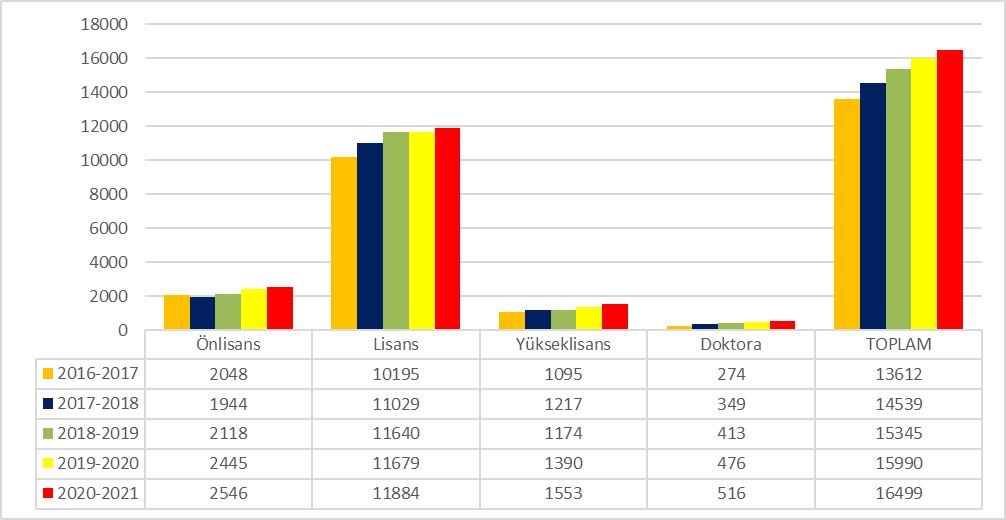 18000
16000
14000
12000
10000
8000
6000
4000
2000
0
Önlisans Lisans Yükseklisans Doktora TOPLAM
2016-2017 2048 10195 1095 274 13612
2017-2018 1944 11029 1217 349 14539
2018-2019 2118 11640 1174 413 15345
2019-2020 2445 11679 1390 476 15990
2020-2021 2546 11884 1553 516 16499